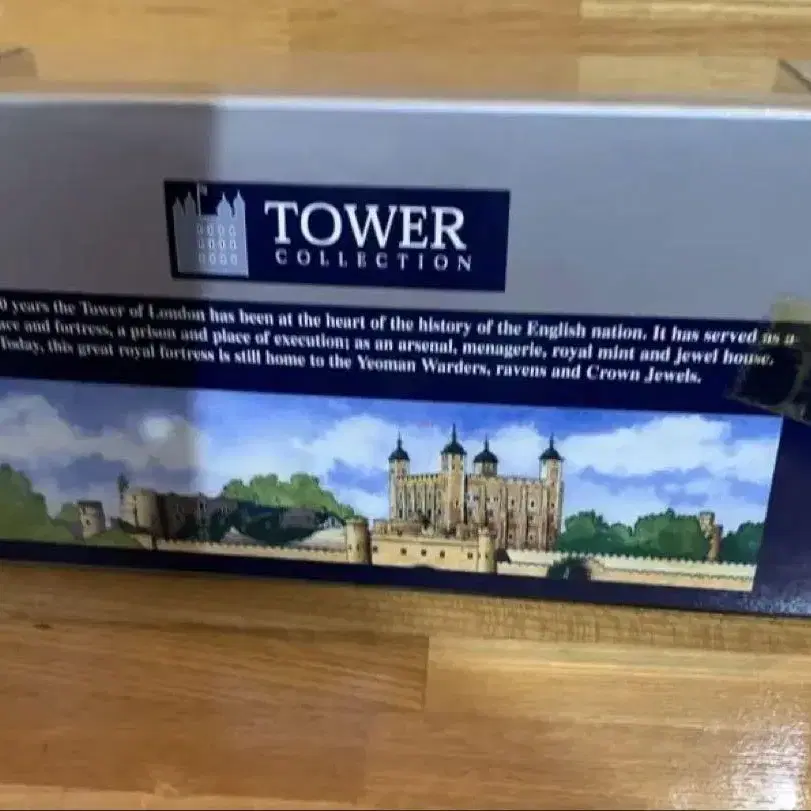 TOWER
COLLECTION
0 years the Tower of London has been at the heart of the history of the English nation. It has served as a
ace and fortress, a prison and place of execution; as an arsenal, menagerie, royal mint and jewel house.
Today, this great royal fortress is still home to the Yeoman Warders, ravens and Crown Jewels.